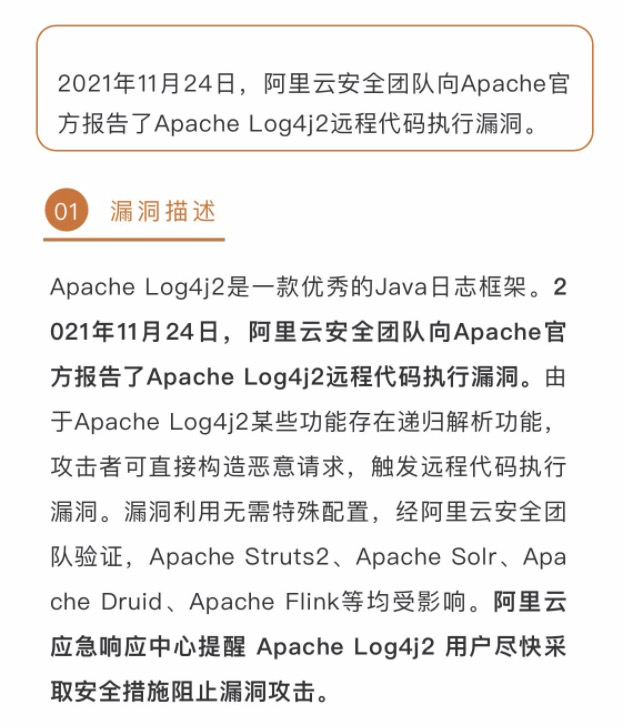 2021年11月24日，阿里云安全团队向Apache官
方报告了Apache Log4j2远程代码执行漏洞。
01 漏洞描述
Apache Log4j2是一款优秀的Java日志框架。2
021年11月24日，阿里云安全团队向Apache官
方报告了Apache Log4j2远程代码执行漏洞。由
于Apache Log4j2某些功能存在递归解析功能，
攻击者可直接构造恶意请求，触发远程代码执行
漏洞。漏洞利用无需特殊配置，经阿里云安全团
队验证，Apache Struts2、Apache Solr、Apa
che Druid、Apache Flink等均受影响。阿里云
应急响应中心提醒 Apache Log4j2 用户尽快采
取安全措施阻止漏洞攻击。